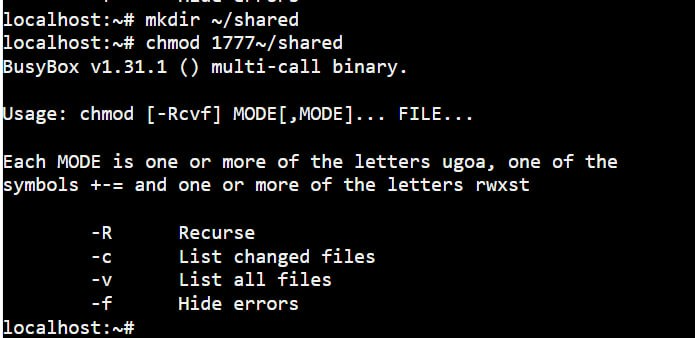 localhost:~# mkdir ~/shared
localhost:~# chmod 1777~/shared
BusyBox v1.31.1 () multi-call binary.
Usage: chmod [-Rcvf] MODE[,MODE]... FILE...
Each MODE is one or more of the letters ugoa, one of the
symbols +-= and one or more of the letters rwxst
-R Recurse
-c List changed files
-v List all files
-f Hide errors
localhost:~#